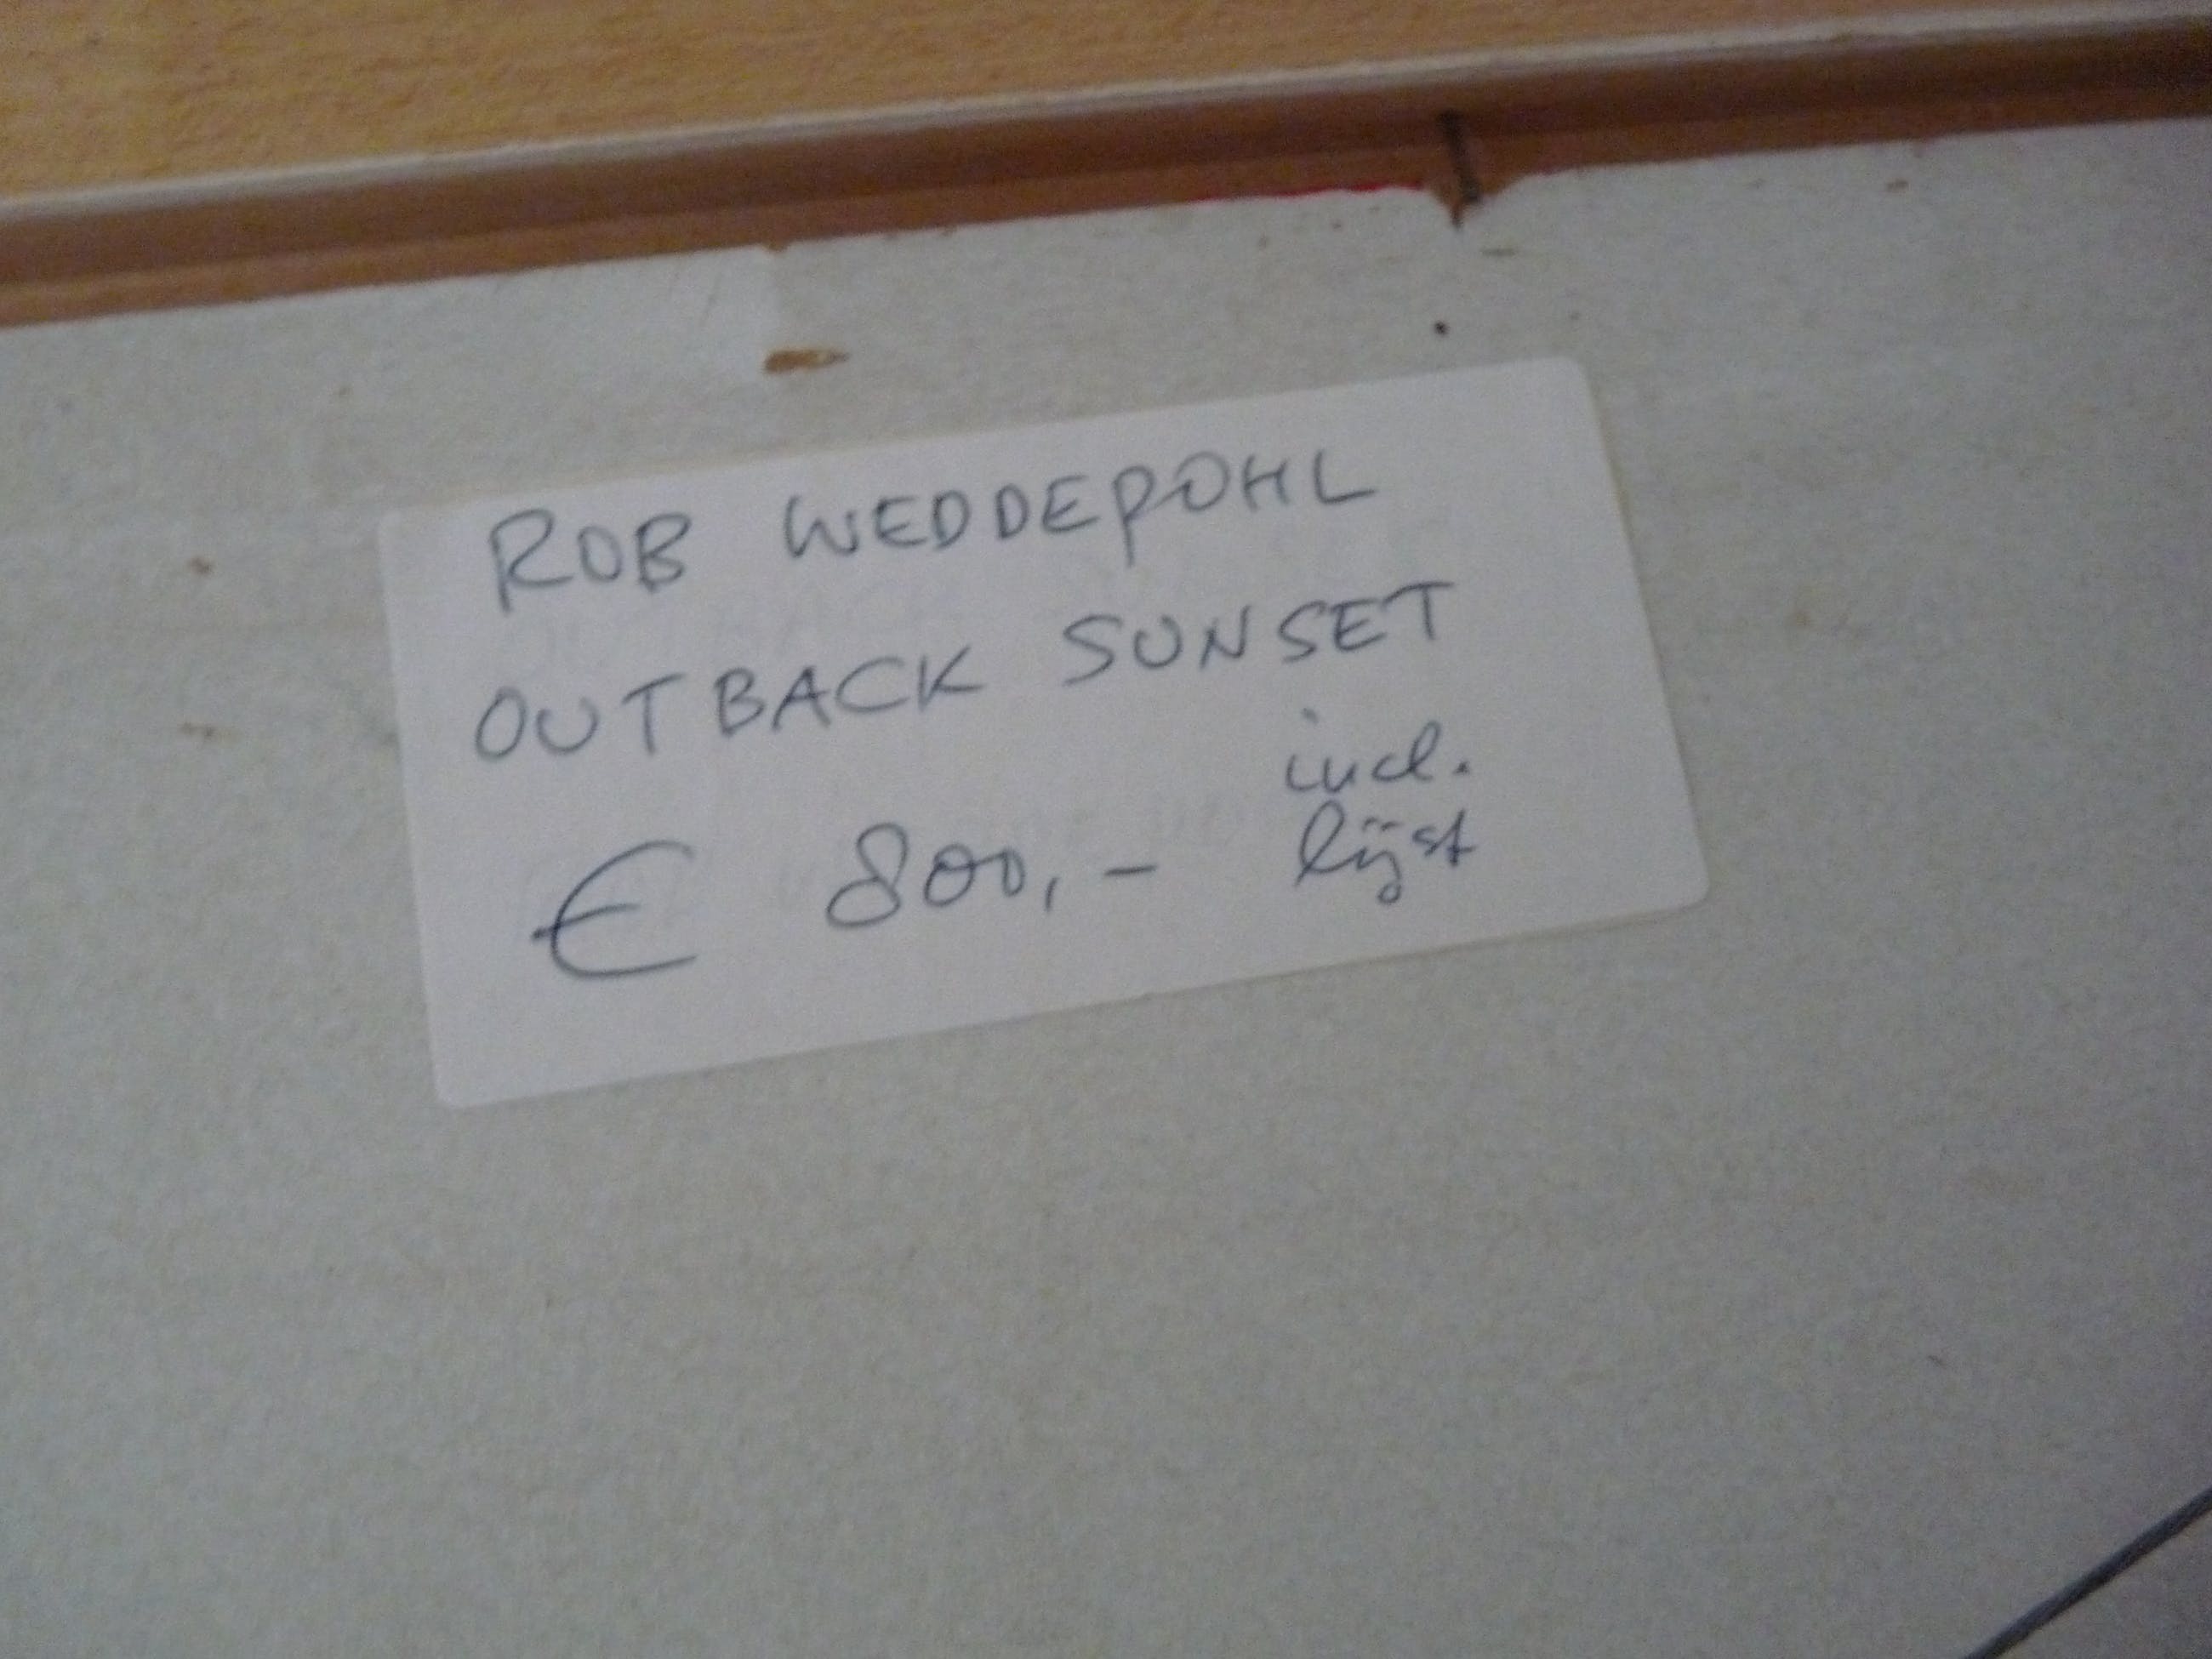 ROB WEDDEPOHL
OUTBACK SUNSET
incl.
€ 800,- lijst